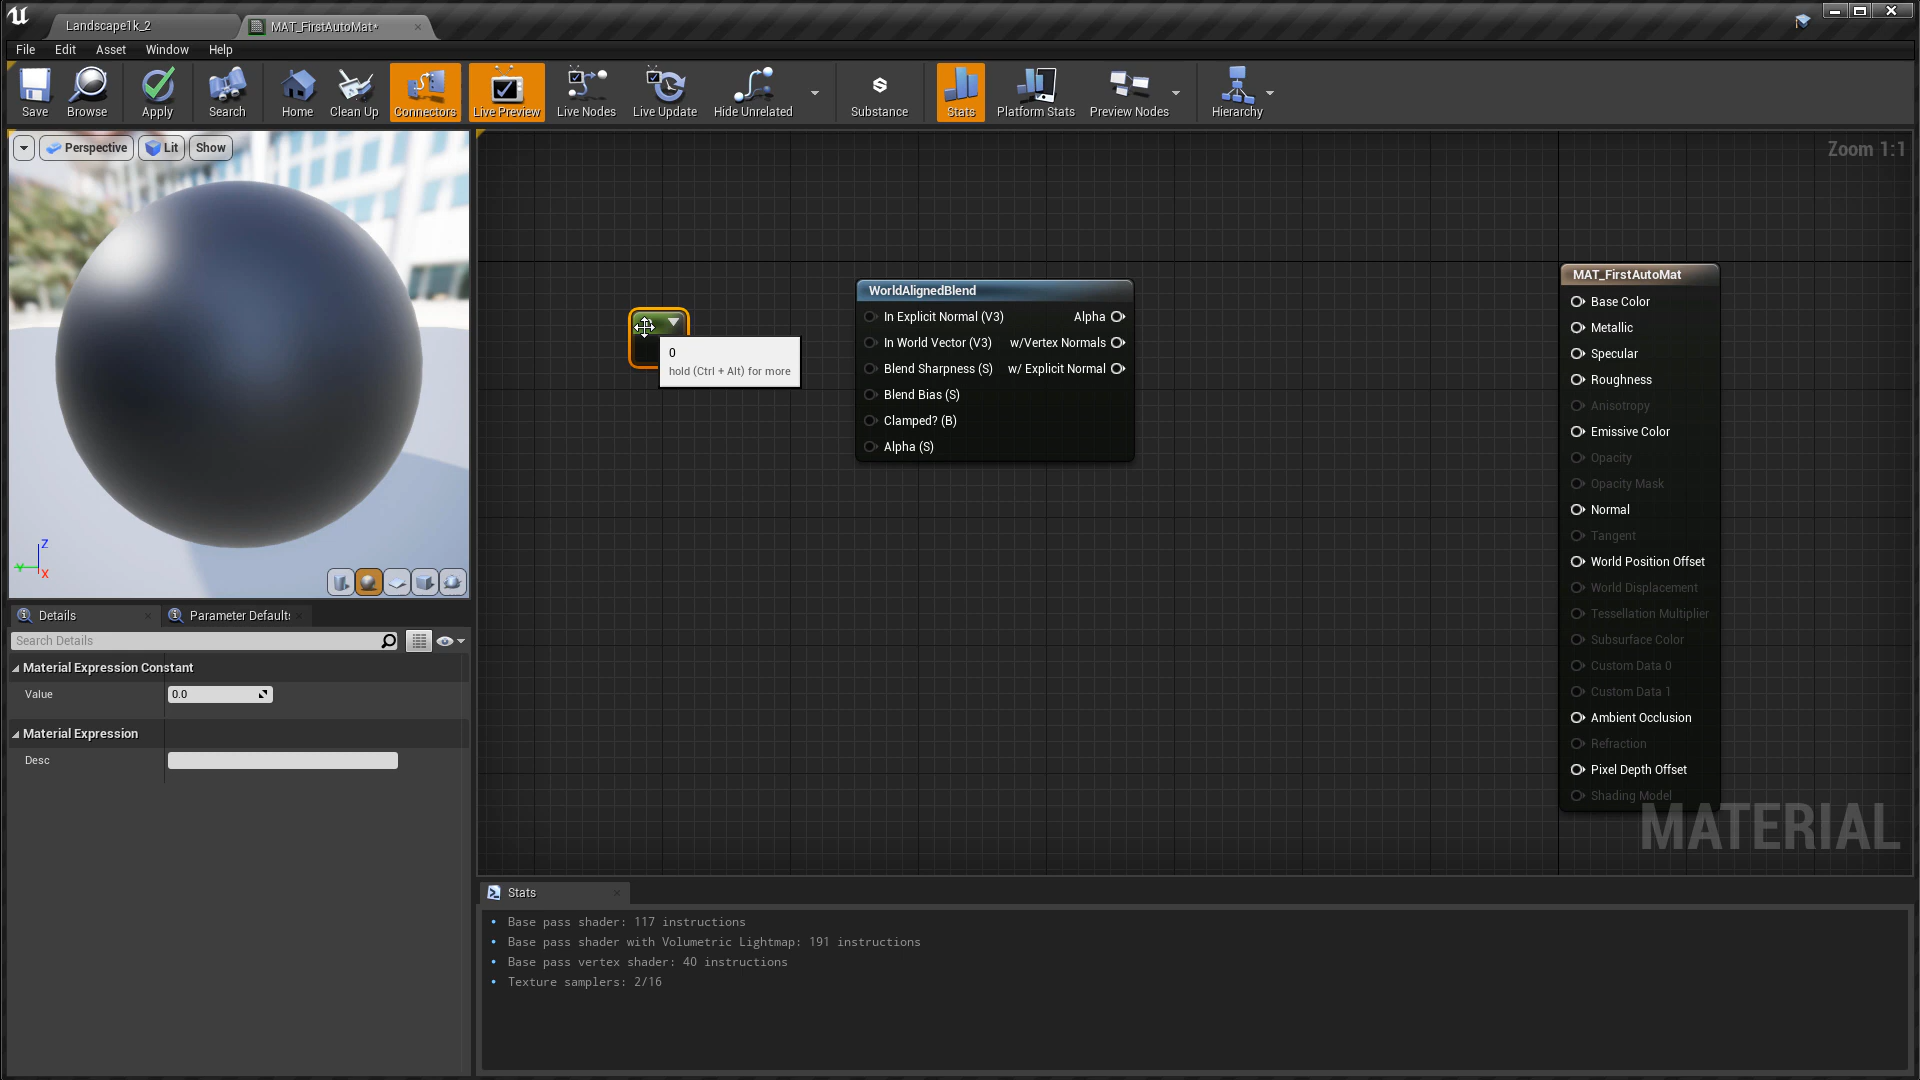 Landscape1k_2
MAT_FirstAutoMat*
File Edit Asset Window Help
Save Browse Apply Search Home Clean Up Connectors Live Preview Live Nodes Live Update Hide Unrelated Substance Stats Platform Stats Preview Nodes Hierarchy
Perspective Lit Show
Zoom 1:1
WorldAlignedBlend
In Explicit Normal (V3) Alpha
In World Vector (V3) w/Vertex Normals
Blend Sharpness (S) w/ Explicit Normal
Blend Bias (S)
Clamped? (B)
Alpha (S)
0
hold (Ctrl + Alt) for more
MAT_FirstAutoMat
Base Color
Metallic
Specular
Roughness
Anisotropy
Emissive Color
Opacity
Opacity Mask
Normal
Tangent
World Position Offset
World Displacement
Tessellation Multiplier
Subsurface Color
Custom Data 0
Custom Data 1
Ambient Occlusion
Refraction
Pixel Depth Offset
Shading Model
MATERIAL
Z
Y
X
Details Parameter Defaults
Search Details
Material Expression Constant
Value 0.0
Material Expression
Desc
Stats
Base pass shader: 117 instructions
Base pass shader with Volumetric Lightmap: 191 instructions
Base pass vertex shader: 40 instructions
Texture samplers: 2/16